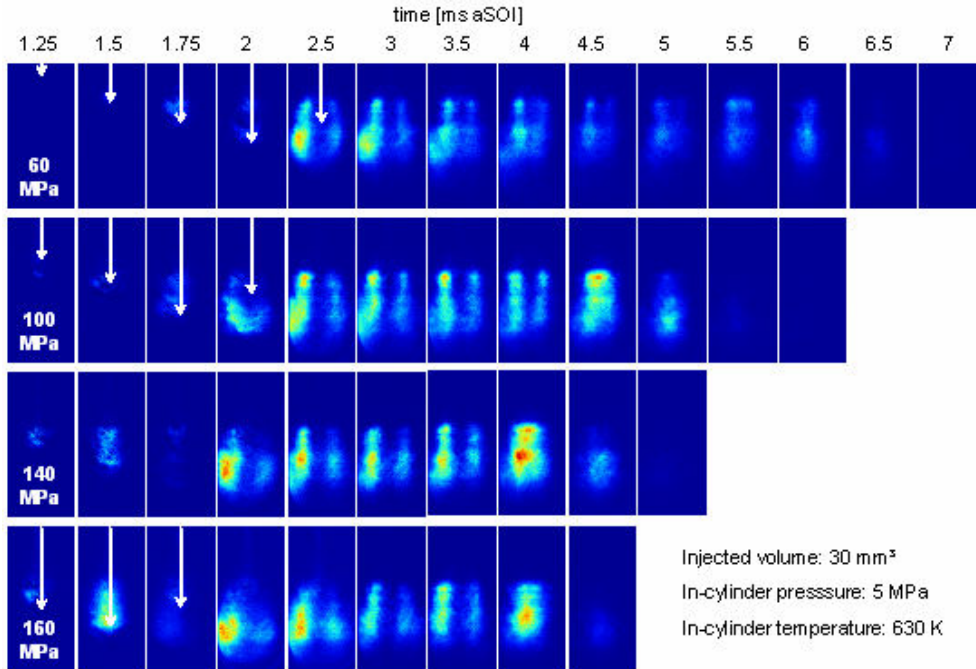 time [ms aSOI]
1.25 1.5 1.75 2 2.5 3 3.5 4 4.5 5 5.5 6 6.5 7
60
MPa
100
MPa
140
MPa
160
MPa
Injected volume: 30 mm³
In-cylinder presssure: 5 MPa
In-cylinder temperature: 630 K